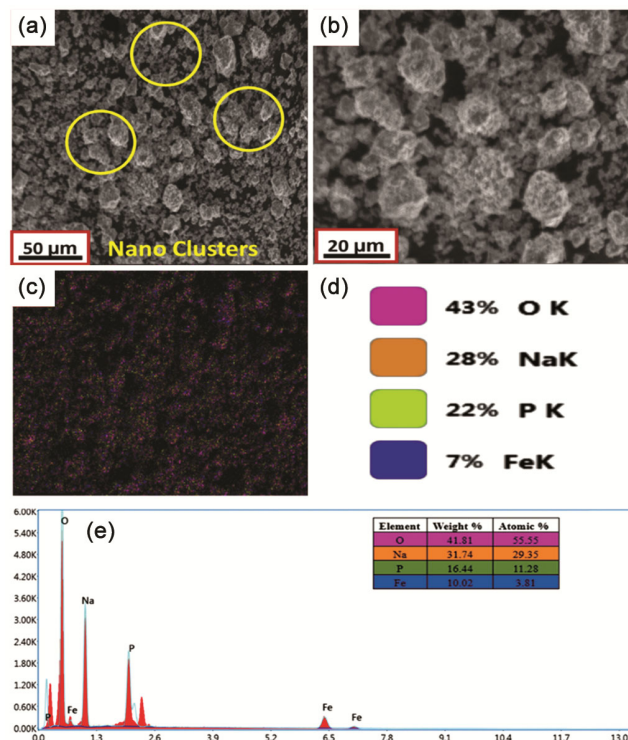 (a)
50 µm
Nano Clusters
(b)
20 µm
(c)
(d)
43% O K
28% NaK
22% P K
7% FeK
(e)
6.00K
5.40K
4.80K
4.20K
3.60K
3.00K
2.40K
1.80K
1.20K
0.60K
0.00K
O
Na
P
P
Fe
Fe
Fe
Element Weight % Atomic %
O 41.81 55.55
Na 31.74 29.35
P 16.44 11.28
Fe 10.02 3.81
0.0 1.3 2.6 3.9 5.2 6.5 7.8 9.1 10.4 11.7 13.0